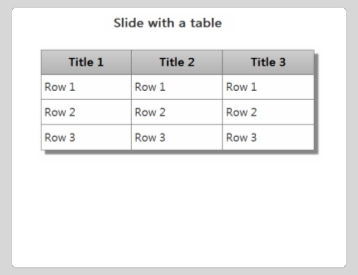 Slide with a table
Title 1 Title 2 Title 3
Row 1 Row 1 Row 1
Row 2 Row 2 Row 2
Row 3 Row 3 Row 3